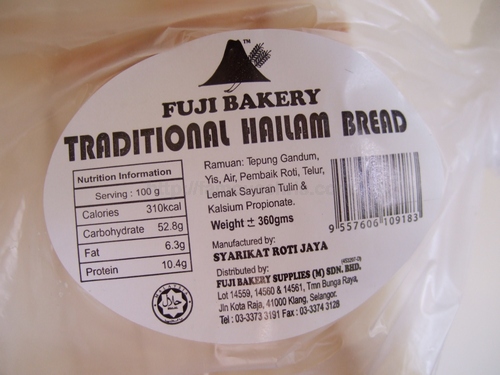 TM
FUJI BAKERY
TRADITIONAL HAILAM BREAD
Nutrition Information
Serving : 100 g
Calories 310kcal
Carbohydrate 52.8g
Fat 6.3g
Protein 10.4g
Ramuan: Tepung Gandum,
Yis, Air, Pembaik Roti, Telur,
Lemak Sayuran Tulin &
Kalsium Propionate.
Weight ± 360gms
9 557606 109183
Manufactured by:
SYARIKAT ROTI JAYA
Distributed by:
FUJI BAKERY SUPPLIES (M) SDN. BHD.
Lot 14559, 14560 & 14561, Tmn Bunga Raya,
Jln Kota Raja, 41000 Klang, Selangor.
Tel : 03-3373 3191 Fax : 03-3374 3128